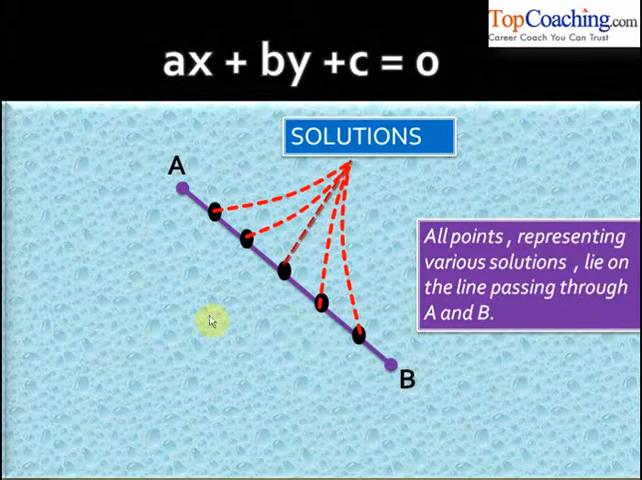 TopCoaching.com
Career Coach You Can Trust
ax + by +c = 0
SOLUTIONS
A
All points , representing
various solutions , lie on
the line passing through
A and B.
B